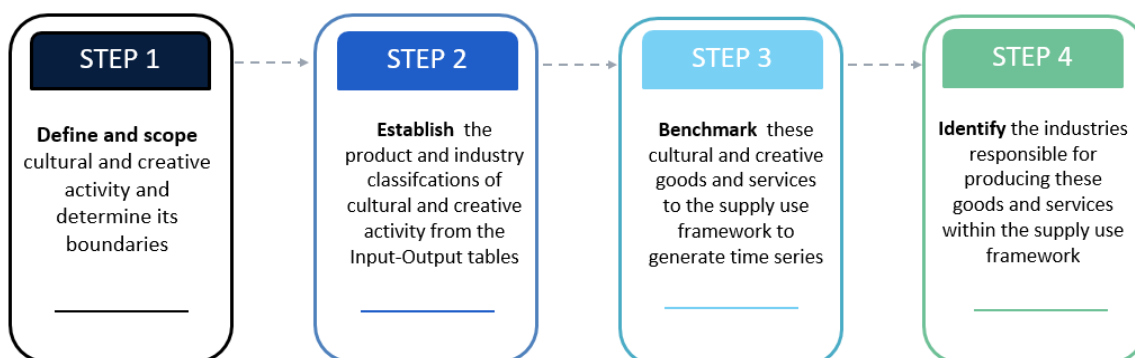 STEP 1
Define and scope
cultural and creative
activity and
determine its
boundaries
STEP 2
Establish the
product and industry
classifcations of
cultural and creative
activity from the
Input-Output tables
STEP 3
Benchmark these
cultural and creative
goods and services
to the supply use
framework to
generate time series
STEP 4
Identify the industries
responsible for
producing these
goods and services
within the supply use
framework